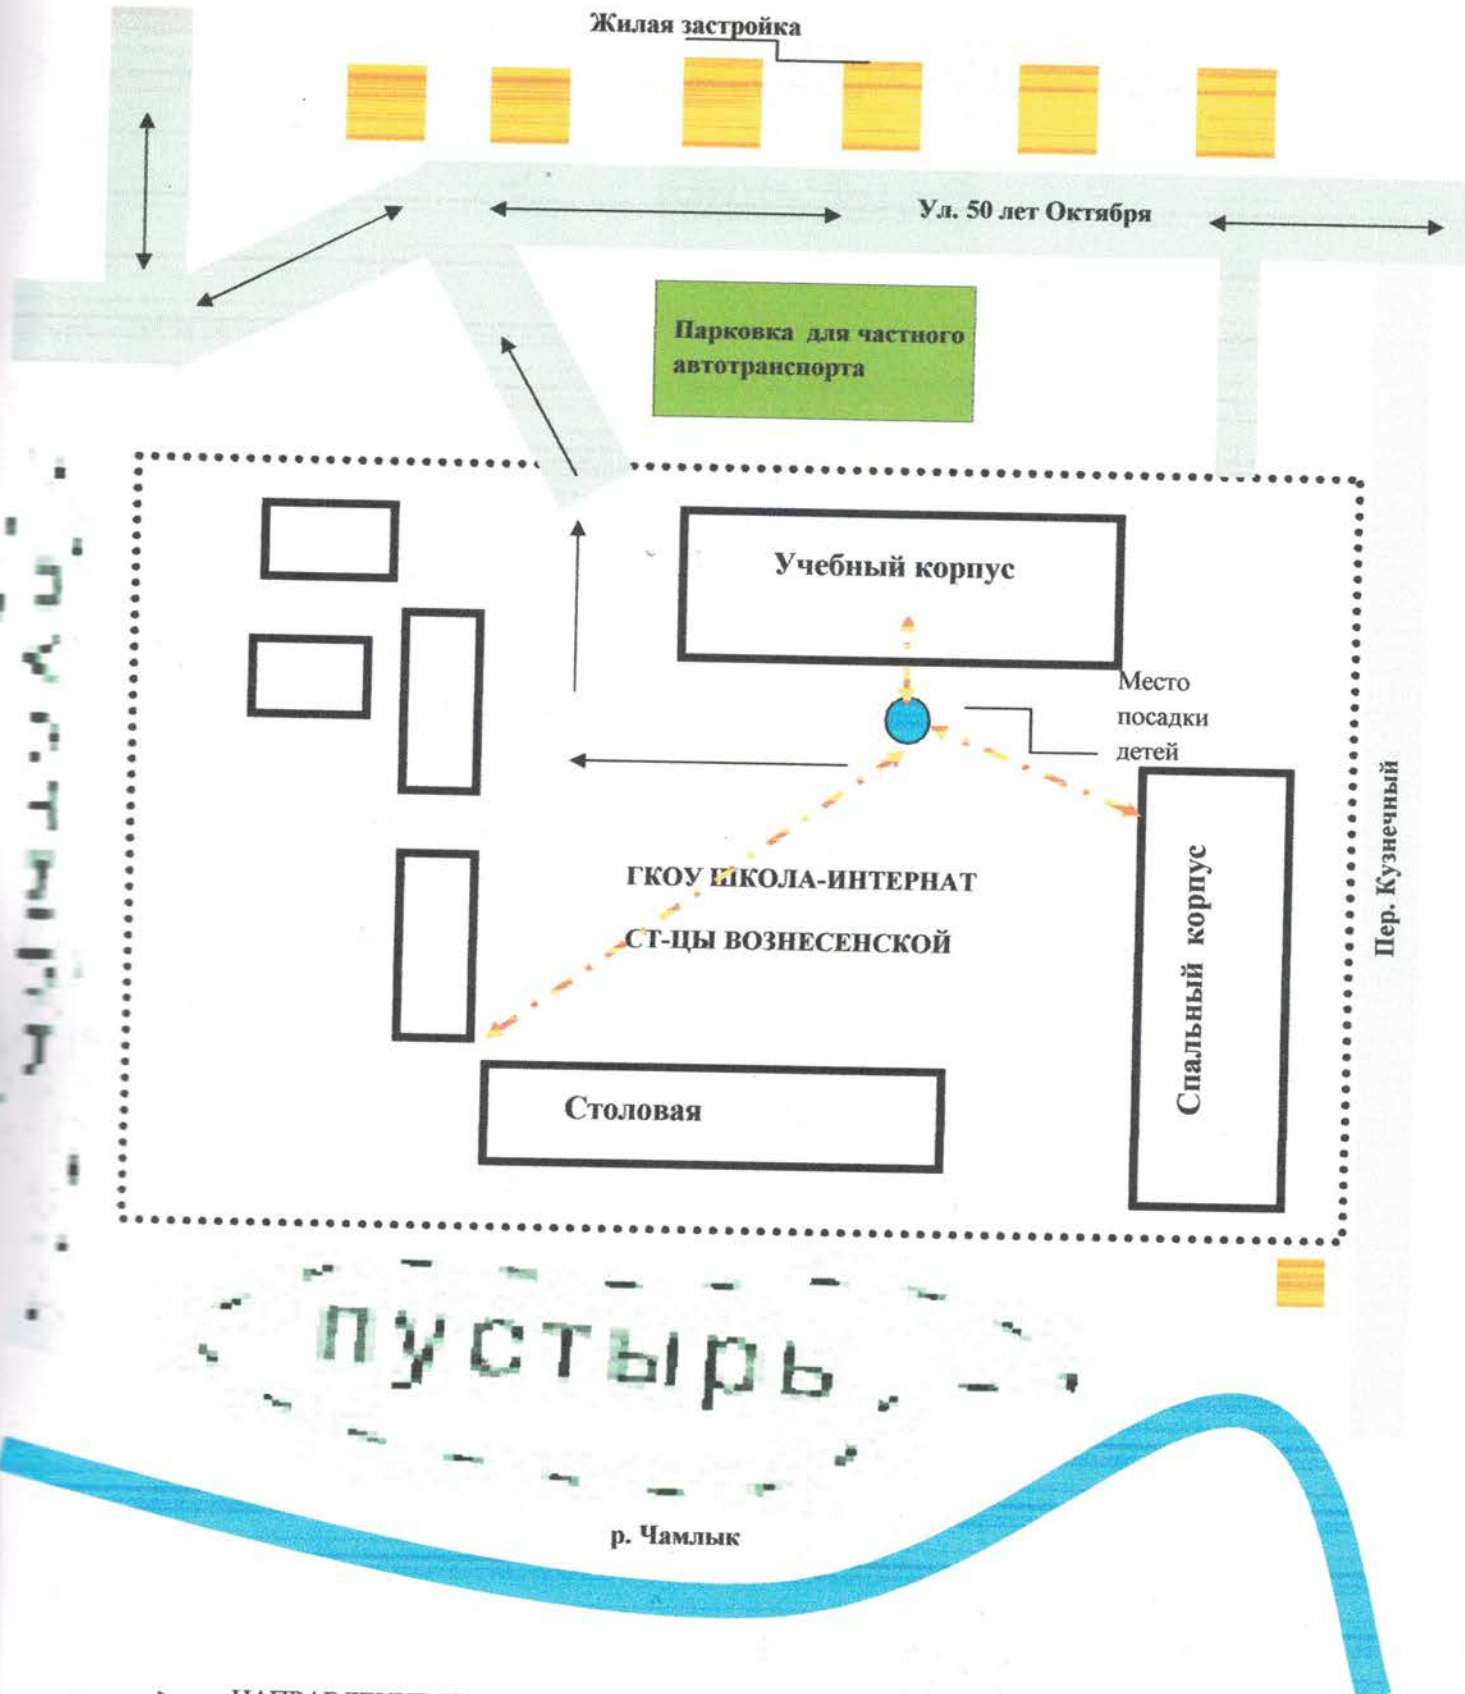 Жилая застройка
Ул. 50 лет Октября
Парковка для частного
автотранспорта
Учебный корпус
Место
посадки
детей
пустырь
Пер. Кузнечный
ГКОУ ШКОЛА-ИНТЕРНАТ
СТ-ЦЫ ВОЗНЕСЕНСКОЙ
Спальный корпус
Столовая
пустырь
р. Чамлык